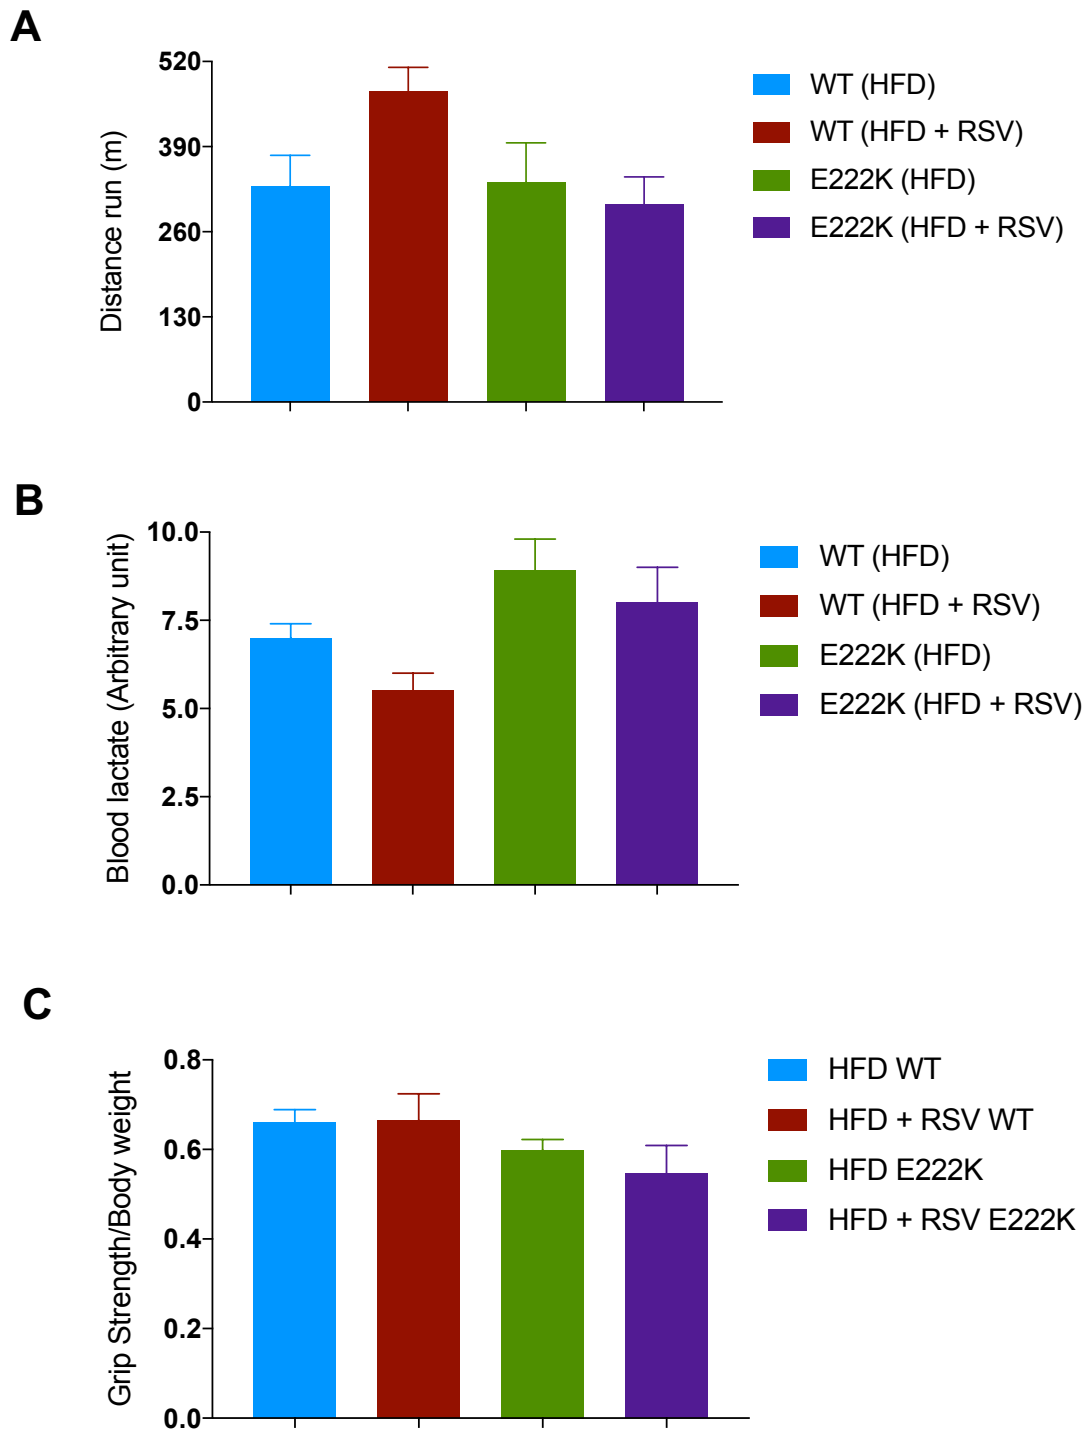 A
520
390
260
130
0
Distance run (m)
WT (HFD)
WT (HFD + RSV)
E222K (HFD)
E222K (HFD + RSV)
B
10.0
7.5
5.0
2.5
0.0
Blood lactate (Arbitrary unit)
WT (HFD)
WT (HFD + RSV)
E222K (HFD)
E222K (HFD + RSV)
C
0.8
0.6
0.4
0.2
0.0
Grip Strength/Body weight
HFD WT
HFD + RSV WT
HFD E222K
HFD + RSV E222K